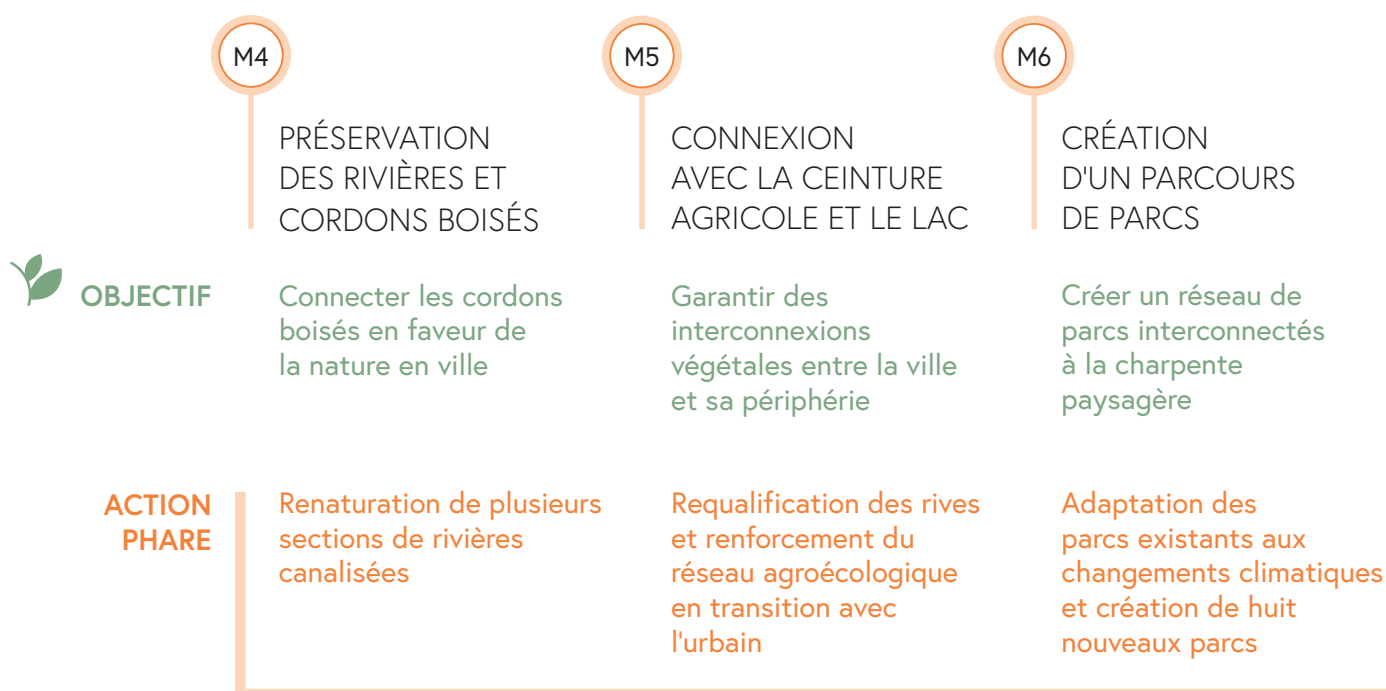 M4
PRÉSERVATION
DES RIVIÈRES ET
CORDONS BOISÉS
M5
CONNEXION
AVEC LA CEINTURE
AGRICOLE ET LE LAC
M6
CRÉATION
D'UN PARCOURS
DE PARCS
OBJECTIF
Connecter les cordons
boisés en faveur de
la nature en ville
Garantir des
interconnexions
végétales entre la ville
et sa périphérie
Créer un réseau de
parcs interconnectés
à la charpente
paysagère
ACTION
PHARE
Renaturation de plusieurs
sections de rivières
canalisées
Requalification des rives
et renforcement du
réseau agroécologique
en transition avec
l'urbain
Adaptation des
parcs existants aux
changements climatiques
et création de huit
nouveaux parcs